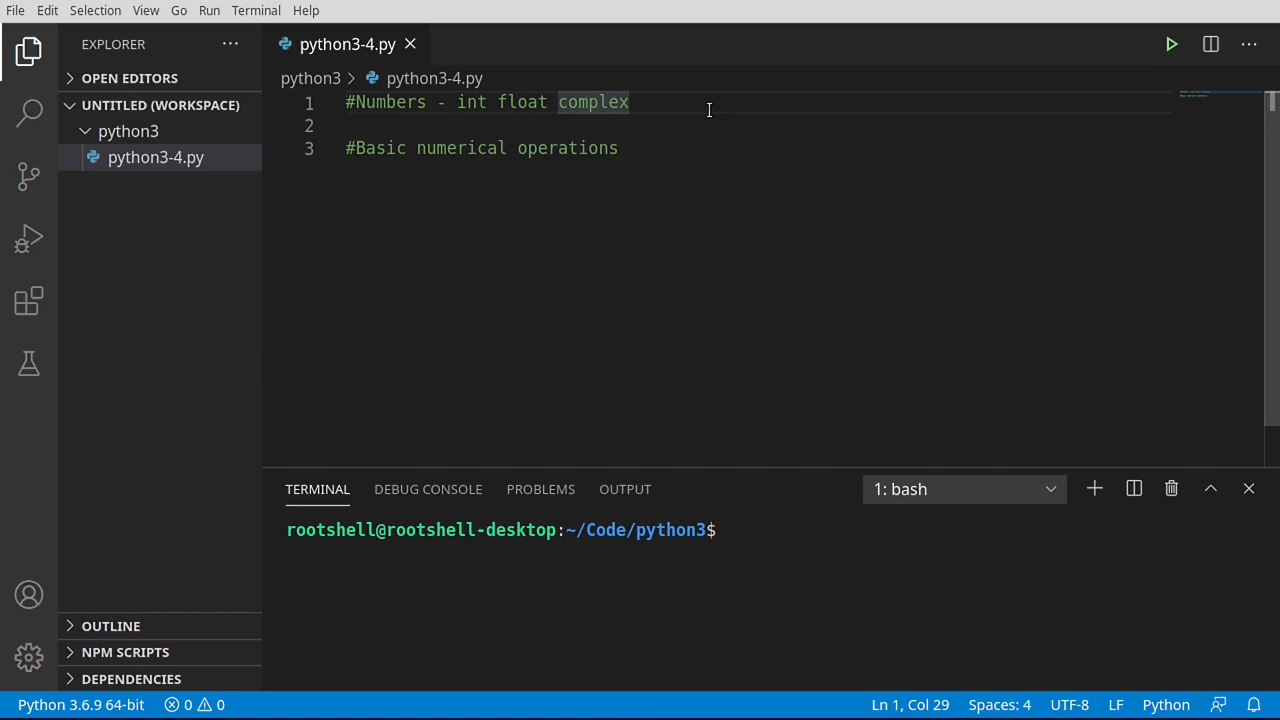 File Edit Selection View Go Run Terminal Help
EXPLORER ···
python3-4.py
OPEN EDITORS
UNTITLED (WORKSPACE)
python3
python3-4.py
python3 > python3-4.py
1 #Numbers - int float complex
2
3 #Basic numerical operations
TERMINAL DEBUG CONSOLE PROBLEMS OUTPUT 1: bash
rootshell@rootshell-desktop:~/Code/python3$
OUTLINE
NPM SCRIPTS
DEPENDENCIES
Python 3.6.9 64-bit 0 0 Ln 1, Col 29 Spaces: 4 UTF-8 LF Python